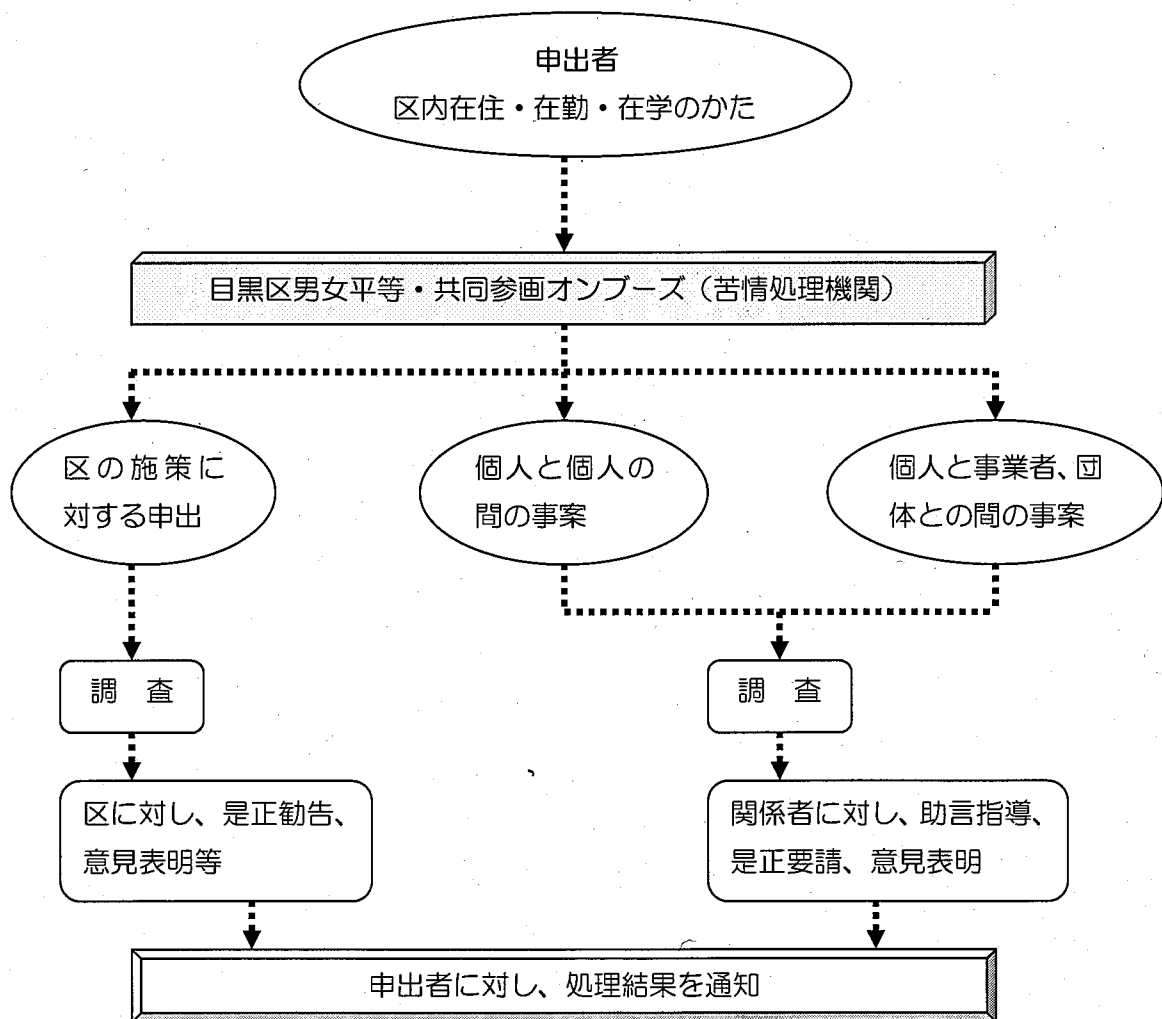 申出者
区内在住・在勤・在学のかた
目黒区男女平等・共同参画オンブーズ（苦情処理機関）
区の施策に
対する申出
個人と個人の
間の事案
個人と事業者、団
体との間の事案
調　査
調　査
区に対し、是正勧告、
意見表明等
関係者に対し、助言指導、
是正要請、意見表明
申出者に対し、処理結果を通知